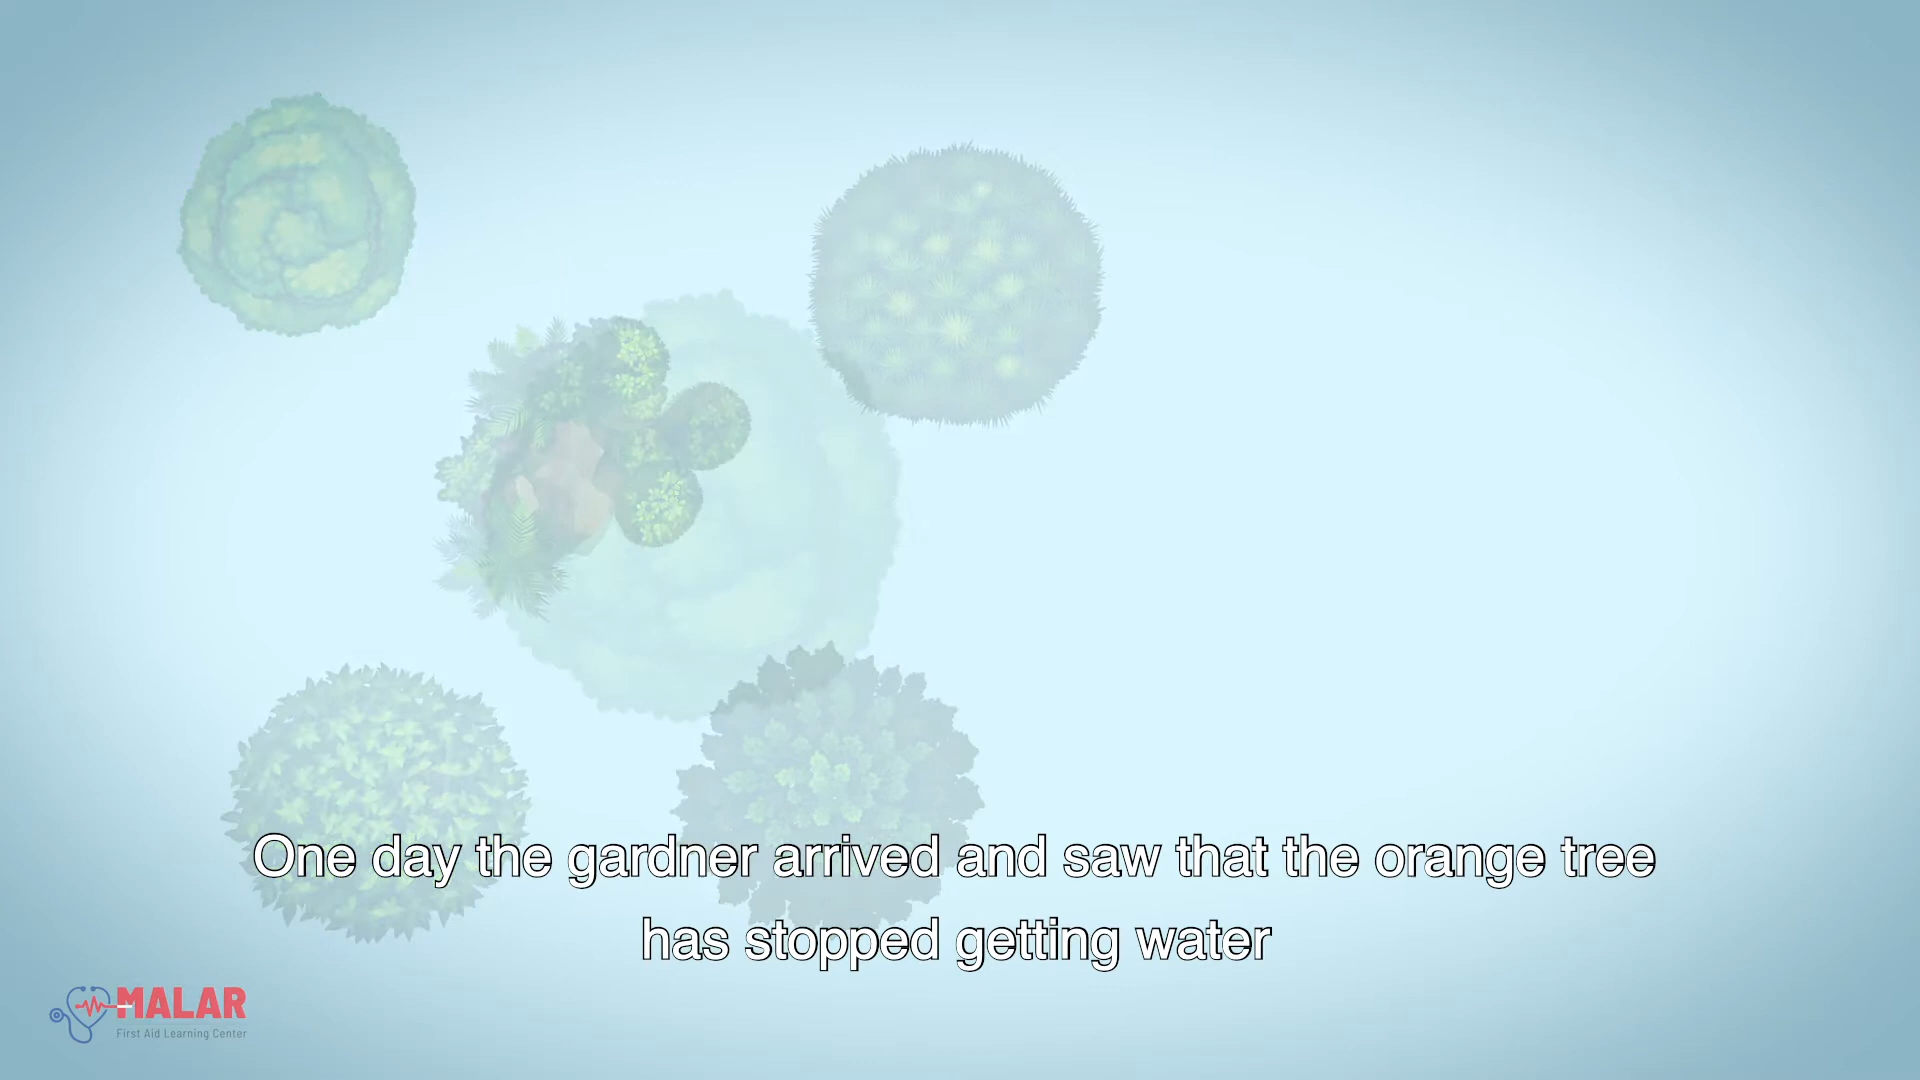 One day the gardner arrived and saw that the orange tree
has stopped getting water
MALAR
First Aid Learning Center